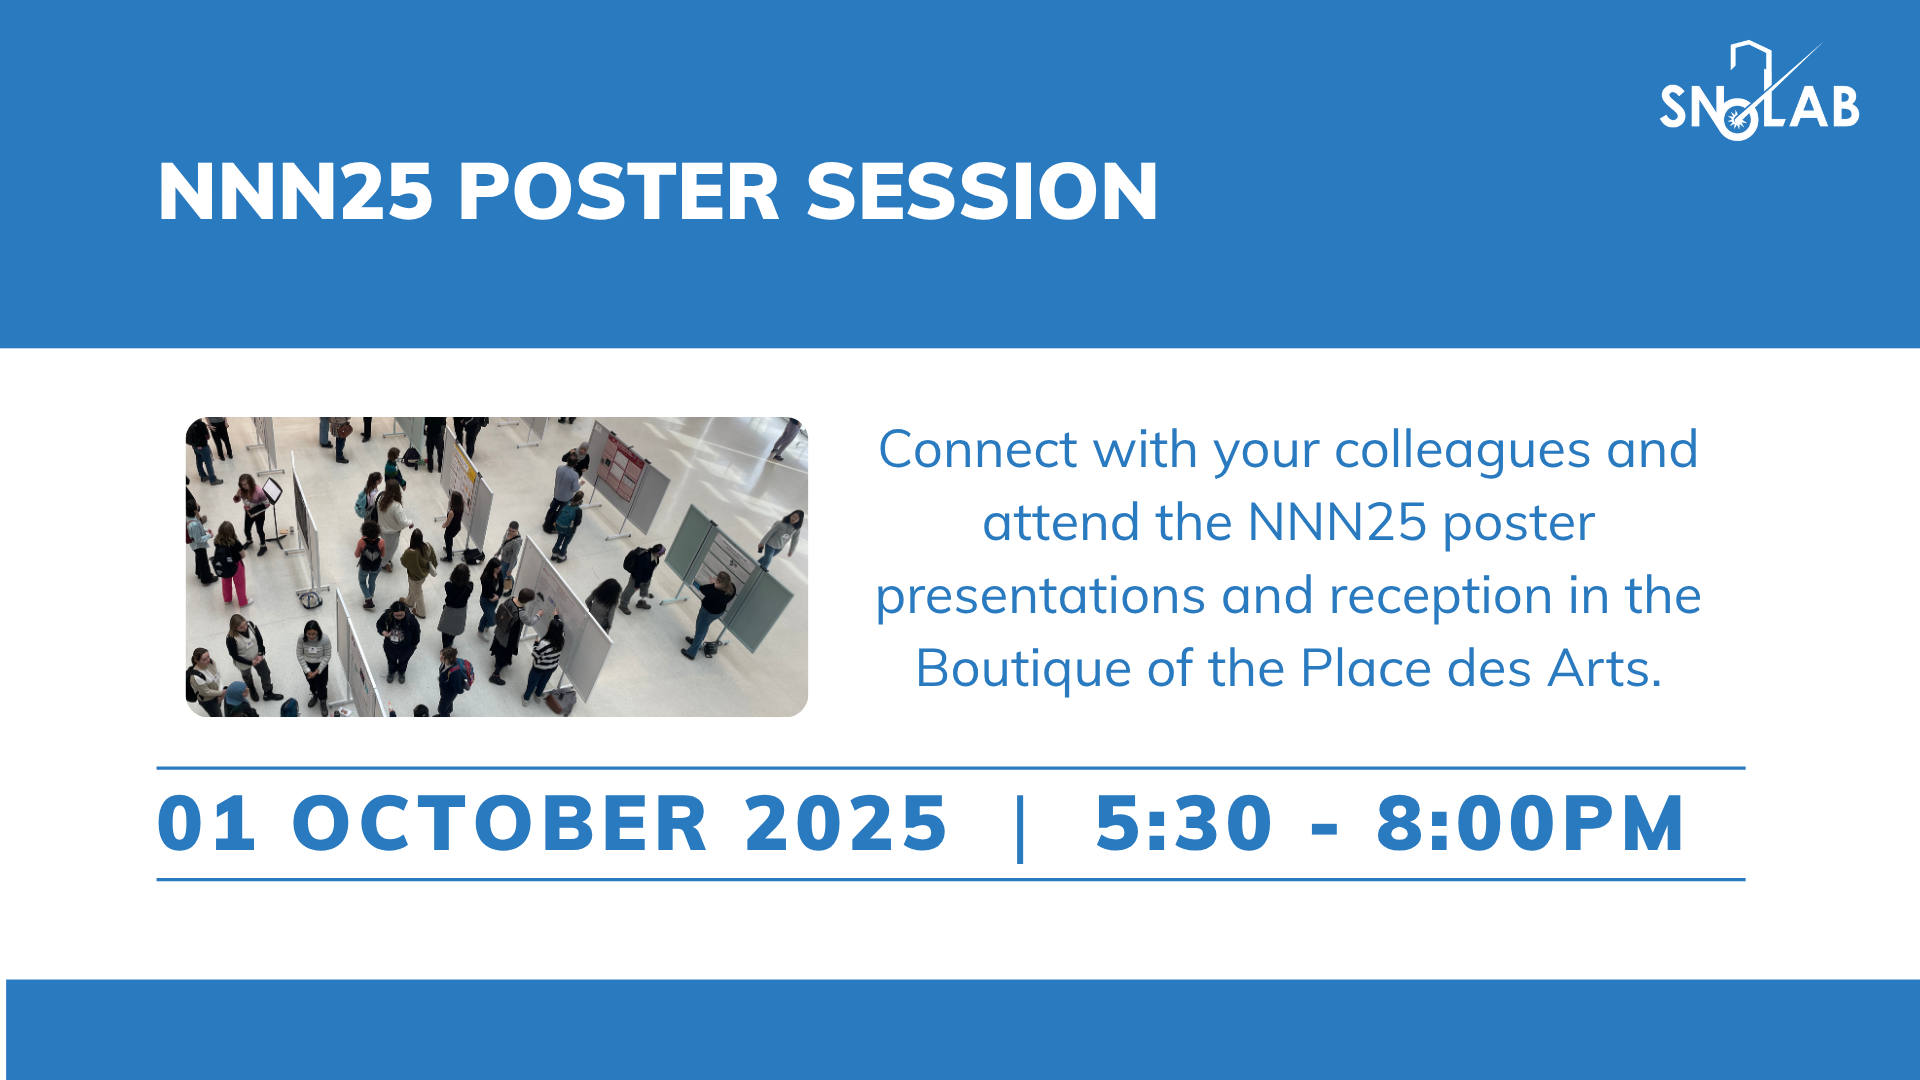 SNOLAB
NNN25 POSTER SESSION
Connect with your colleagues and
attend the NNN25 poster
presentations and reception in the
Boutique of the Place des Arts.
01 OCTOBER 2025 | 5:30 - 8:00PM